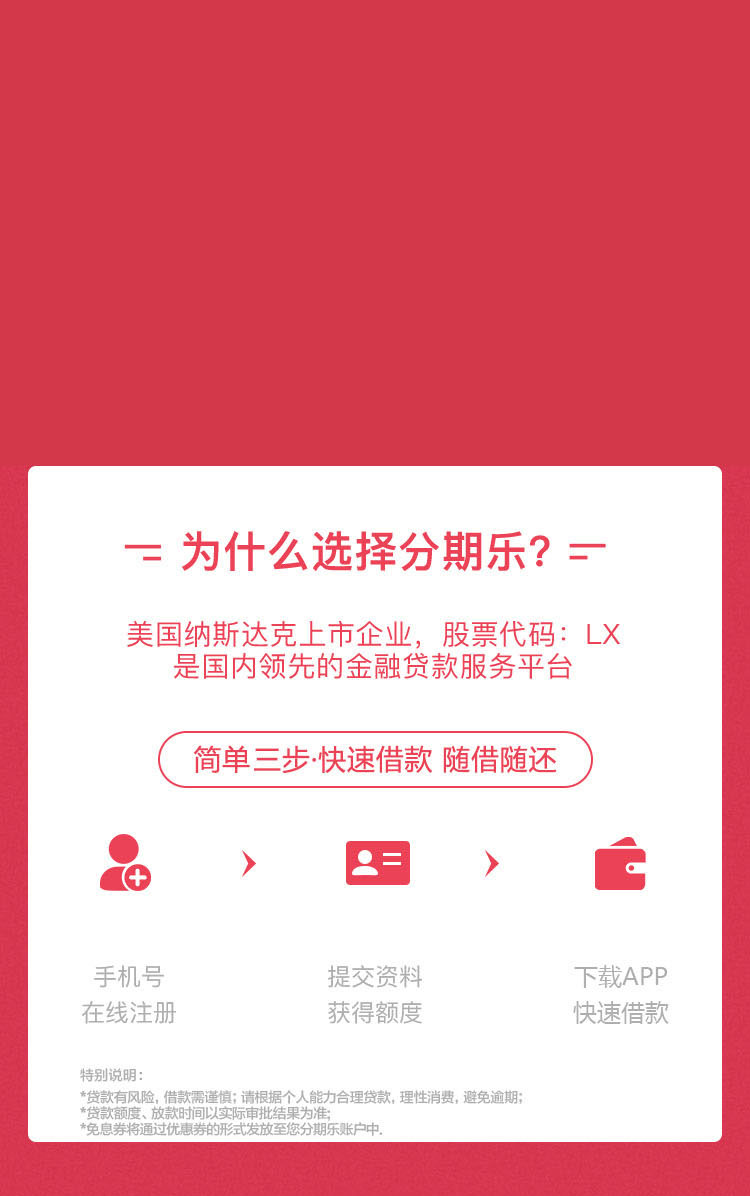 为什么选择分期乐?
美国纳斯达克上市企业，股票代码：LX
是国内领先的金融贷款服务平台
简单三步·快速借款 随借随还
手机号
在线注册
提交资料
获得额度
下载APP
快速借款
特别说明：
*贷款有风险，借款需谨慎；请根据个人能力合理贷款，理性消费，避免逾期；
*贷款额度、放款时间以实际审批结果为准；
*免息券将通过优惠券的形式发放至您分期乐账户中.